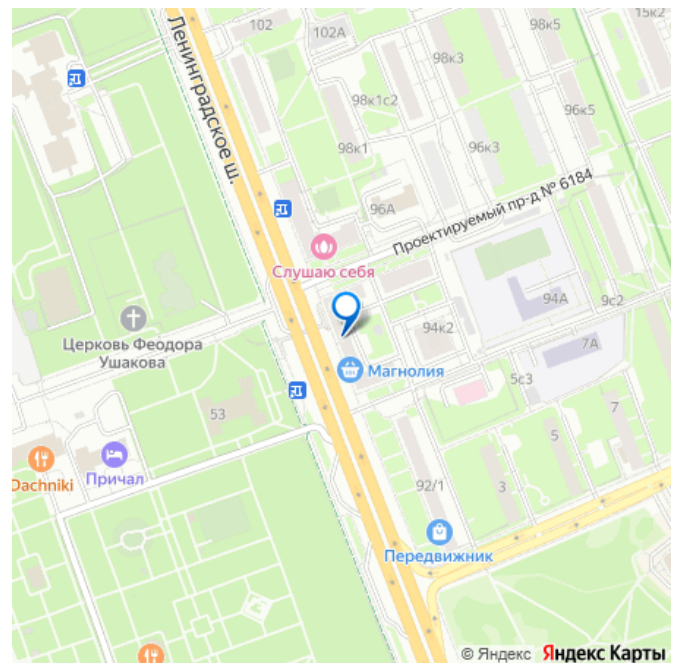 102
102А
98к3
98к5
15к2
98к1с2
96к5
98к1
96к3
Ленинградское ш.
96А
Проектируемый пр-д № 6184
Слушаю себя
94А
9с2
Церковь Феодора
Ушакова
94к2
7А
Магнолия
5с3
53
7
5
Dachniki
Причал
92/1
3
Передвижник
© Яндекс Яндекс Карты